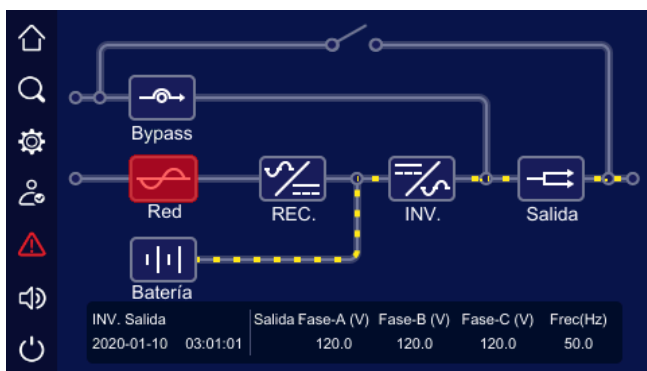 Bypass
Red
REC.
INV.
Salida
Batería
INV. Salida
Salida Fase-A (V) Fase-B (V) Fase-C (V) Frec(Hz)
2020-01-10 03:01:01 120.0 120.0 120.0 50.0